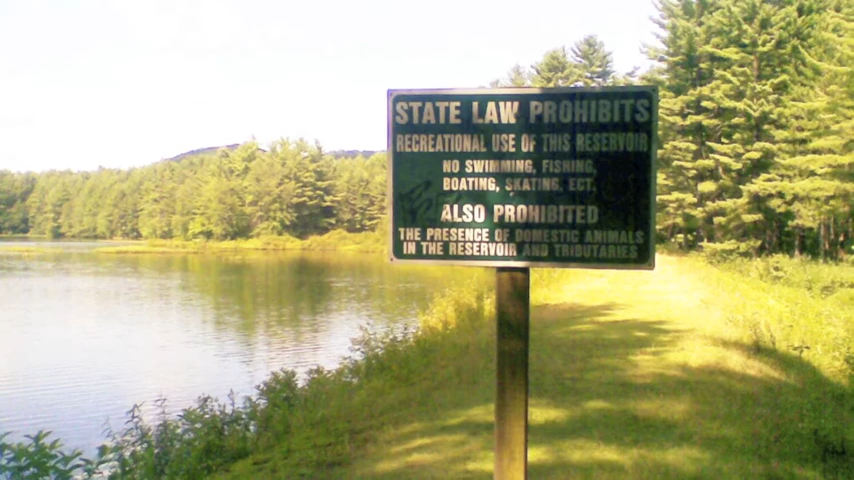 STATE LAW PROHIBITS
RECREATIONAL USE OF THIS RESERVOIR
NO SWIMMING, FISHING,
BOATING, SKATING, ECT,
ALSO PROHIBITED
THE PRESENCE OF DOMESTIC ANIMALS
IN THE RESERVOIR AND TRIBUTARIES